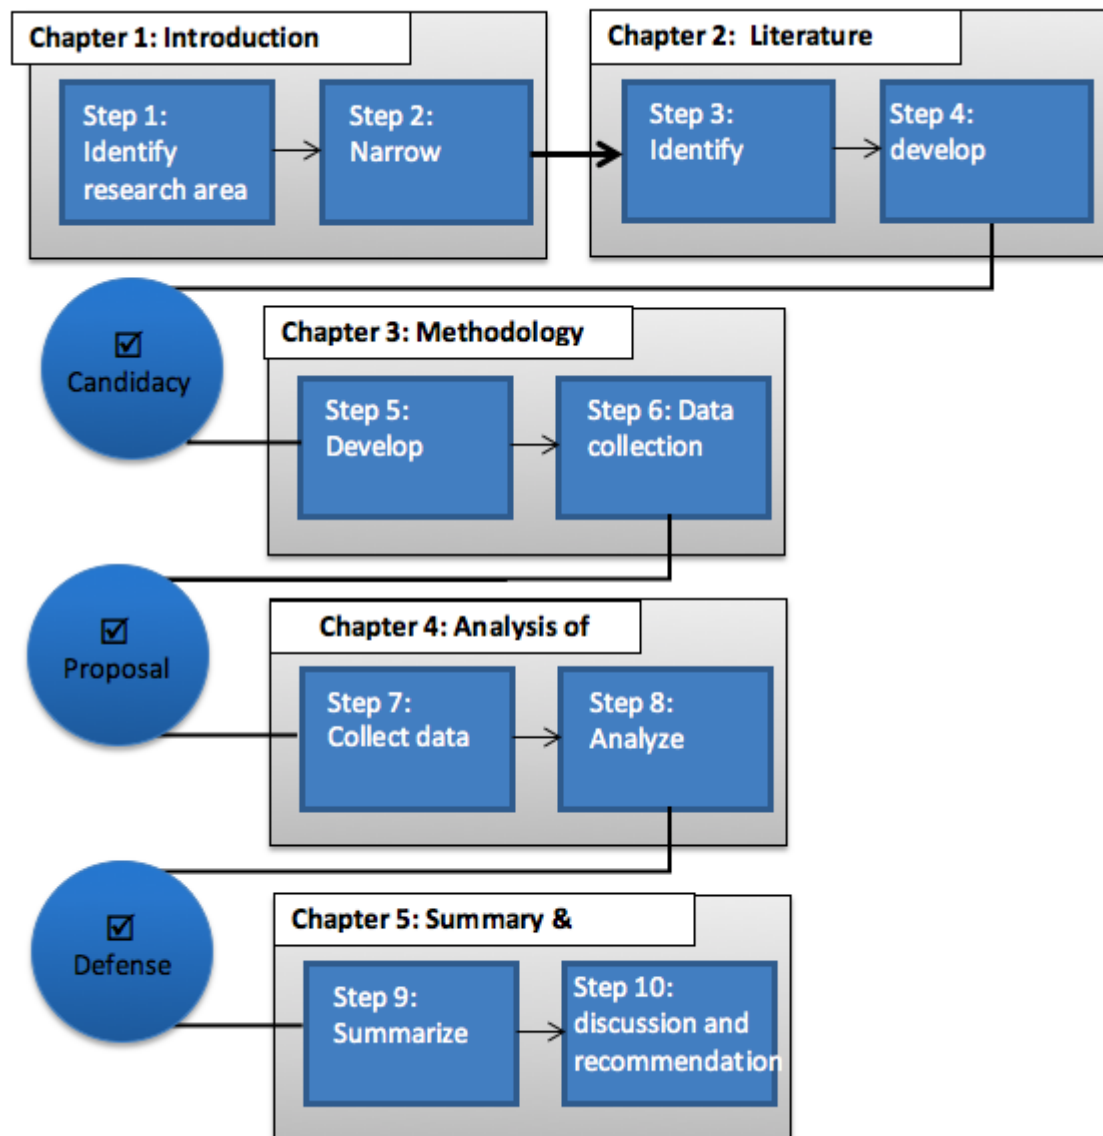 Chapter 1: Introduction
Step 1:
Identify
research area
Step 2:
Narrow
Chapter 2: Literature
Step 3:
Identify
Step 4:
develop
☑
Candidacy
Chapter 3: Methodology
Step 5:
Develop
Step 6: Data
collection
☑
Proposal
Chapter 4: Analysis of
Step 7:
Collect data
Step 8:
Analyze
☑
Defense
Chapter 5: Summary &
Step 9:
Summarize
Step 10:
discussion and
recommendation